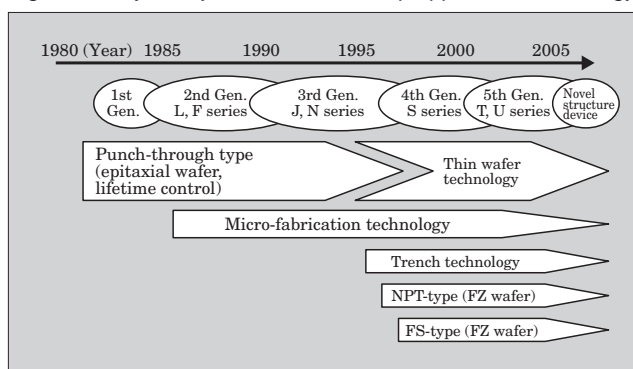 1980 (Year) 1985 1990 1995 2000 2005
1st
Gen.
2nd Gen.
L, F series
3rd Gen.
J, N series
4th Gen.
S series
5th Gen.
T, U series
Novel
structure
device
Punch-through type
(epitaxial wafer,
lifetime control)
Thin wafer
technology
Micro-fabrication technology
Trench technology
NPT-type (FZ wafer)
FS-type (FZ wafer)